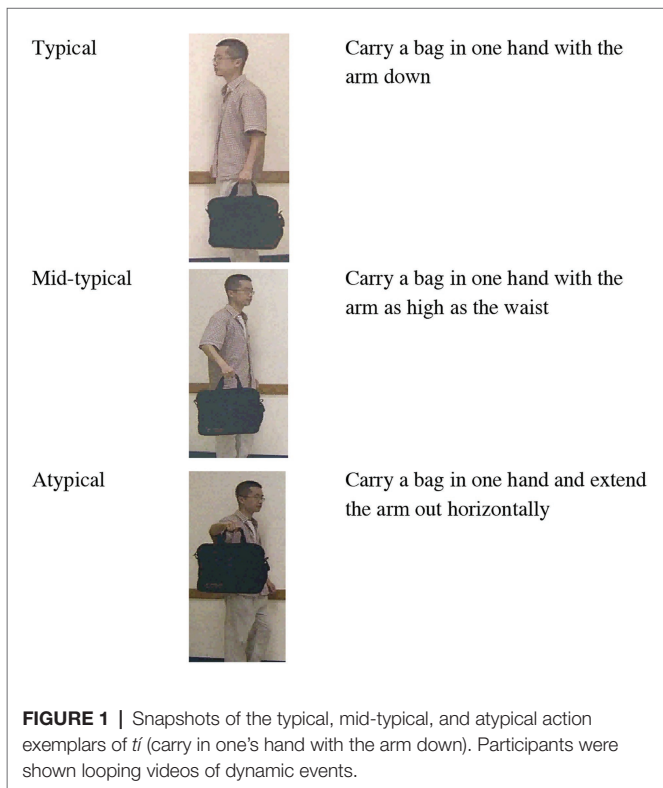 Typical
Carry a bag in one hand with the
arm down
Mid-typical
Carry a bag in one hand with the
arm as high as the waist
Atypical
Carry a bag in one hand and extend
the arm out horizontally
FIGURE 1 | Snapshots of the typical, mid-typical, and atypical action
exemplars of tí (carry in one's hand with the arm down). Participants were
shown looping videos of dynamic events.